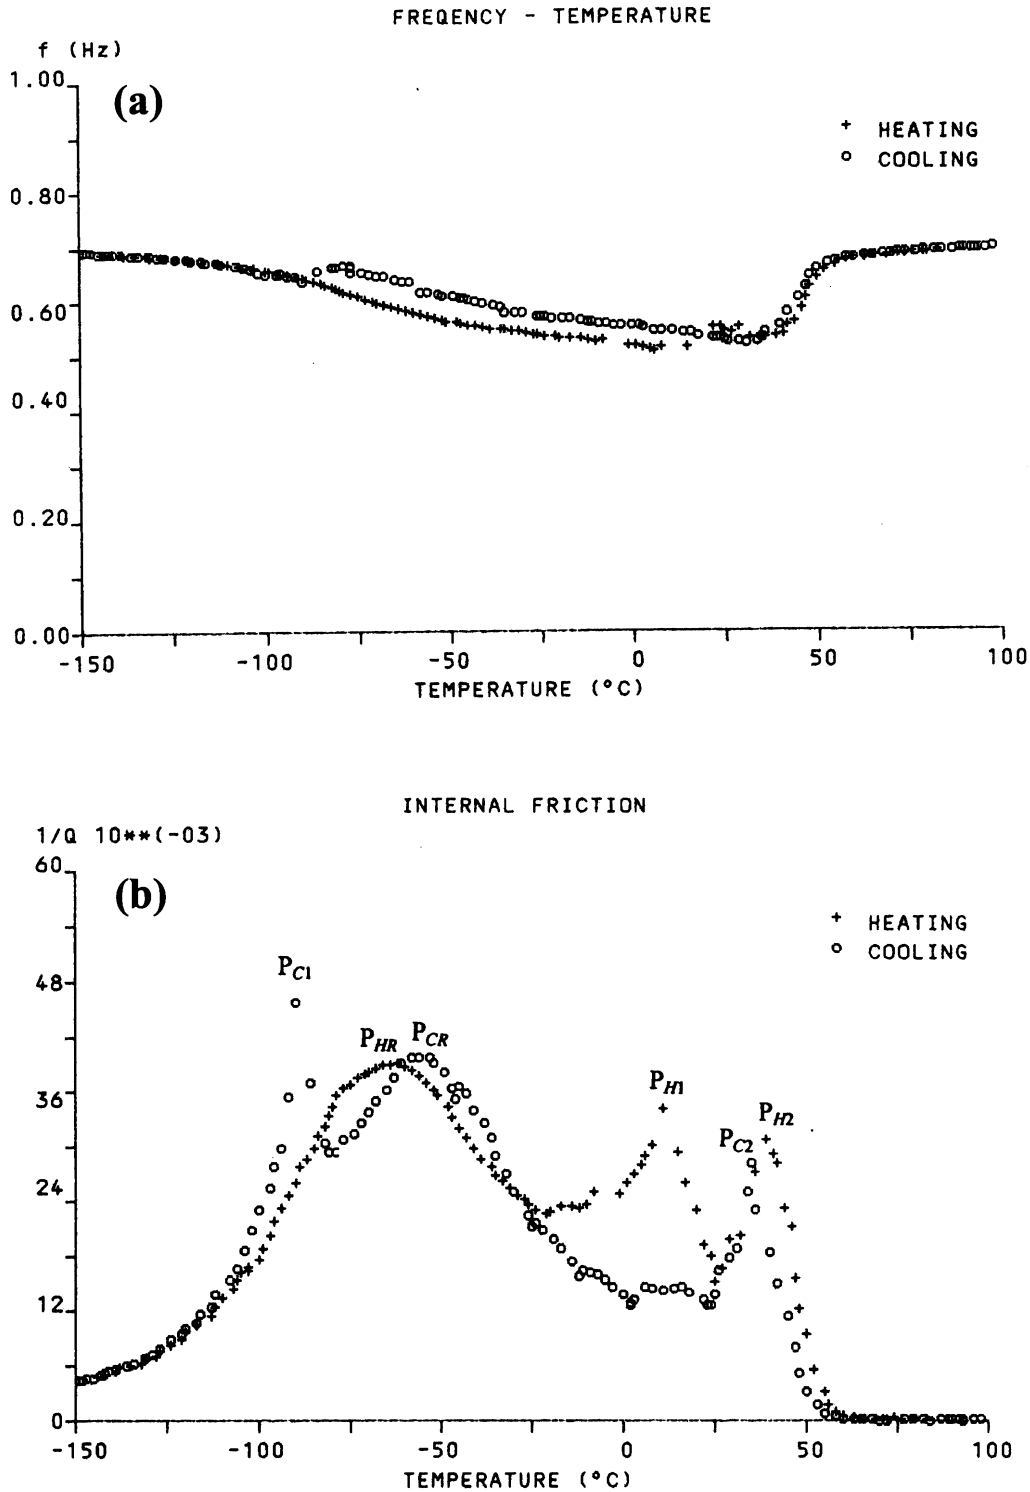 FREQENCY - TEMPERATURE
f (Hz)
1.00
(a)
+ HEATING
o COOLING
0.80
0.60
0.40
0.20
0.00
-150 -100 -50 0 50 100
TEMPERATURE (°C)
INTERNAL FRICTION
1/Q 10**(-03)
60
(b)
+ HEATING
o COOLING
PC1
48
PHR PCR
36
PH1
PH2
PC2
24
12
0
-150 -100 -50 0 50 100
TEMPERATURE (°C)